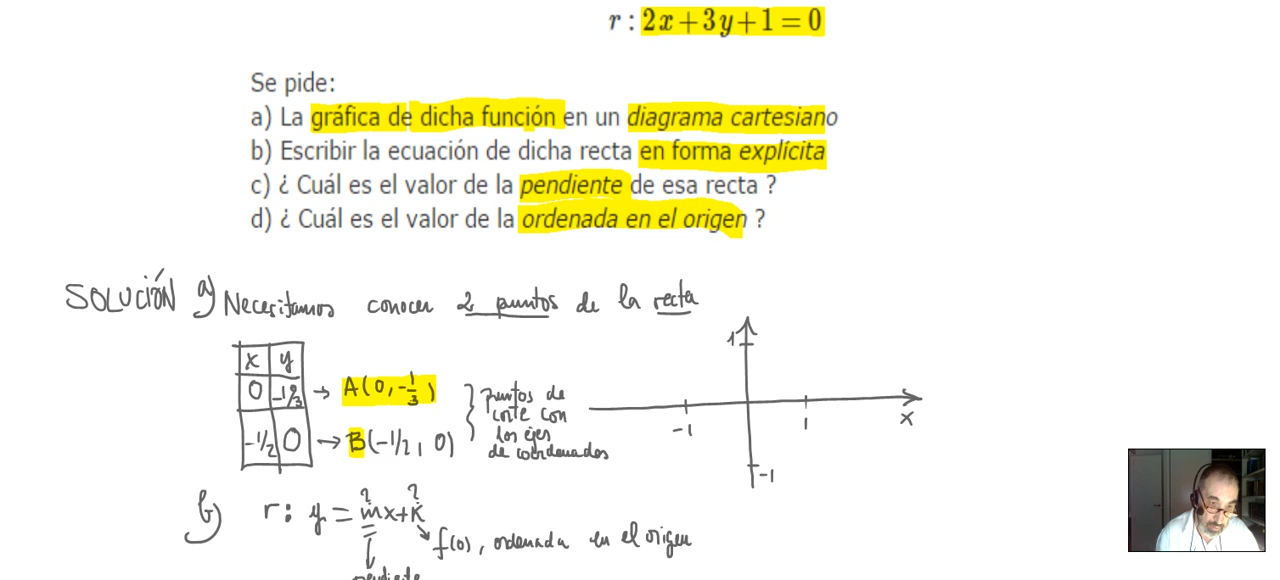 r : 2x+3y+1 = 0
Se pide:
a) La gráfica de dicha función en un diagrama cartesiano
b) Escribir la ecuación de dicha recta en forma explícita
c) ¿ Cuál es el valor de la pendiente de esa recta ?
d) ¿ Cuál es el valor de la ordenada en el origen ?
SOLUCIÓN a) Necesitamos conocer 2 puntos de la recta
x y
0 -1/3 → A(0, -1/3)
-1/2 0 → B(-1/2, 0)
puntos de
corte con
los ejes
de coordenadas
1
-1 1 x
-1
b) r: y = mx+k
? ?
f(0), ordenada en el origen
pendiente